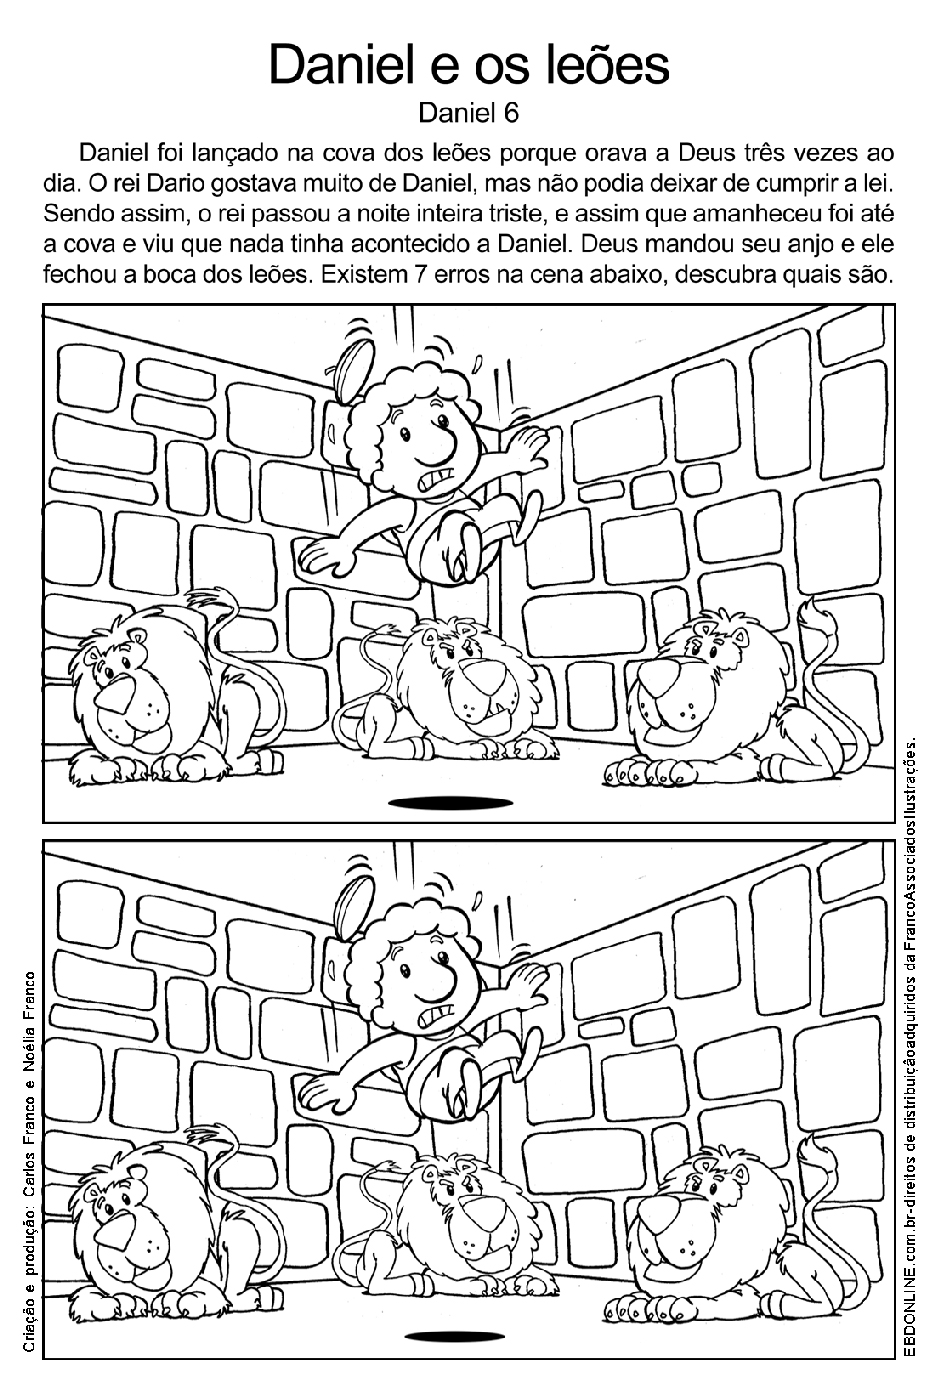 Daniel e os leões
Daniel 6
Daniel foi lançado na cova dos leões porque orava a Deus três vezes ao
dia. O rei Dario gostava muito de Daniel, mas não podia deixar de cumprir a lei.
Sendo assim, o rei passou a noite inteira triste, e assim que amanheceu foi até
a cova e viu que nada tinha acontecido a Daniel. Deus mandou seu anjo e ele
fechou a boca dos leões. Existem 7 erros na cena abaixo, descubra quais são.
Criação e produção: Carlos Franco e Noélia Franco
EBDONLINE.com.br-direitos de distribuiçãoadquiridos da FrancoAssociadosIlustrações.